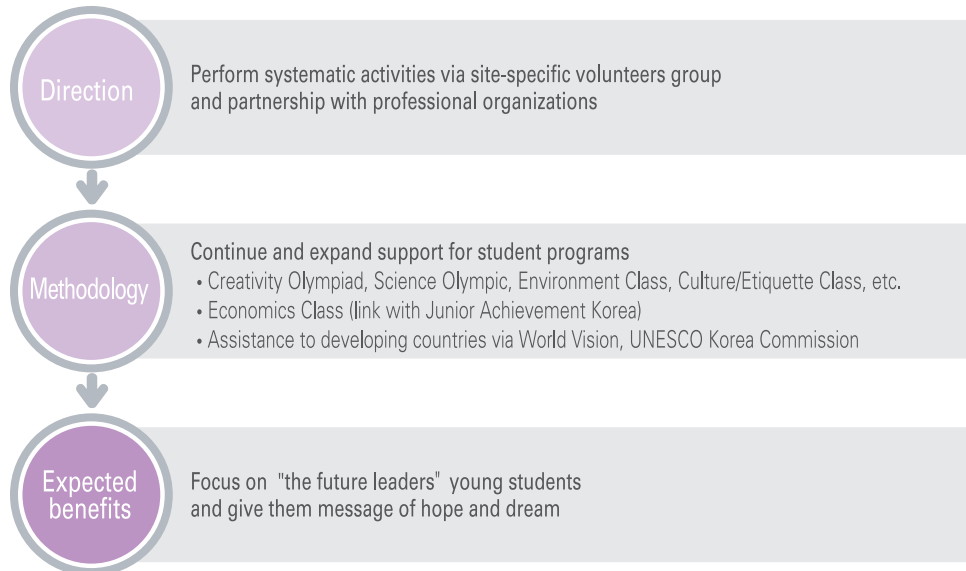 Direction
Perform systematic activities via site-specific volunteers group
and partnership with professional organizations
Methodology
Continue and expand support for student programs
• Creativity Olympiad, Science Olympic, Environment Class, Culture/Etiquette Class, etc.
• Economics Class (link with Junior Achievement Korea)
• Assistance to developing countries via World Vision, UNESCO Korea Commission
Expected
benefits
Focus on "the future leaders" young students
and give them message of hope and dream